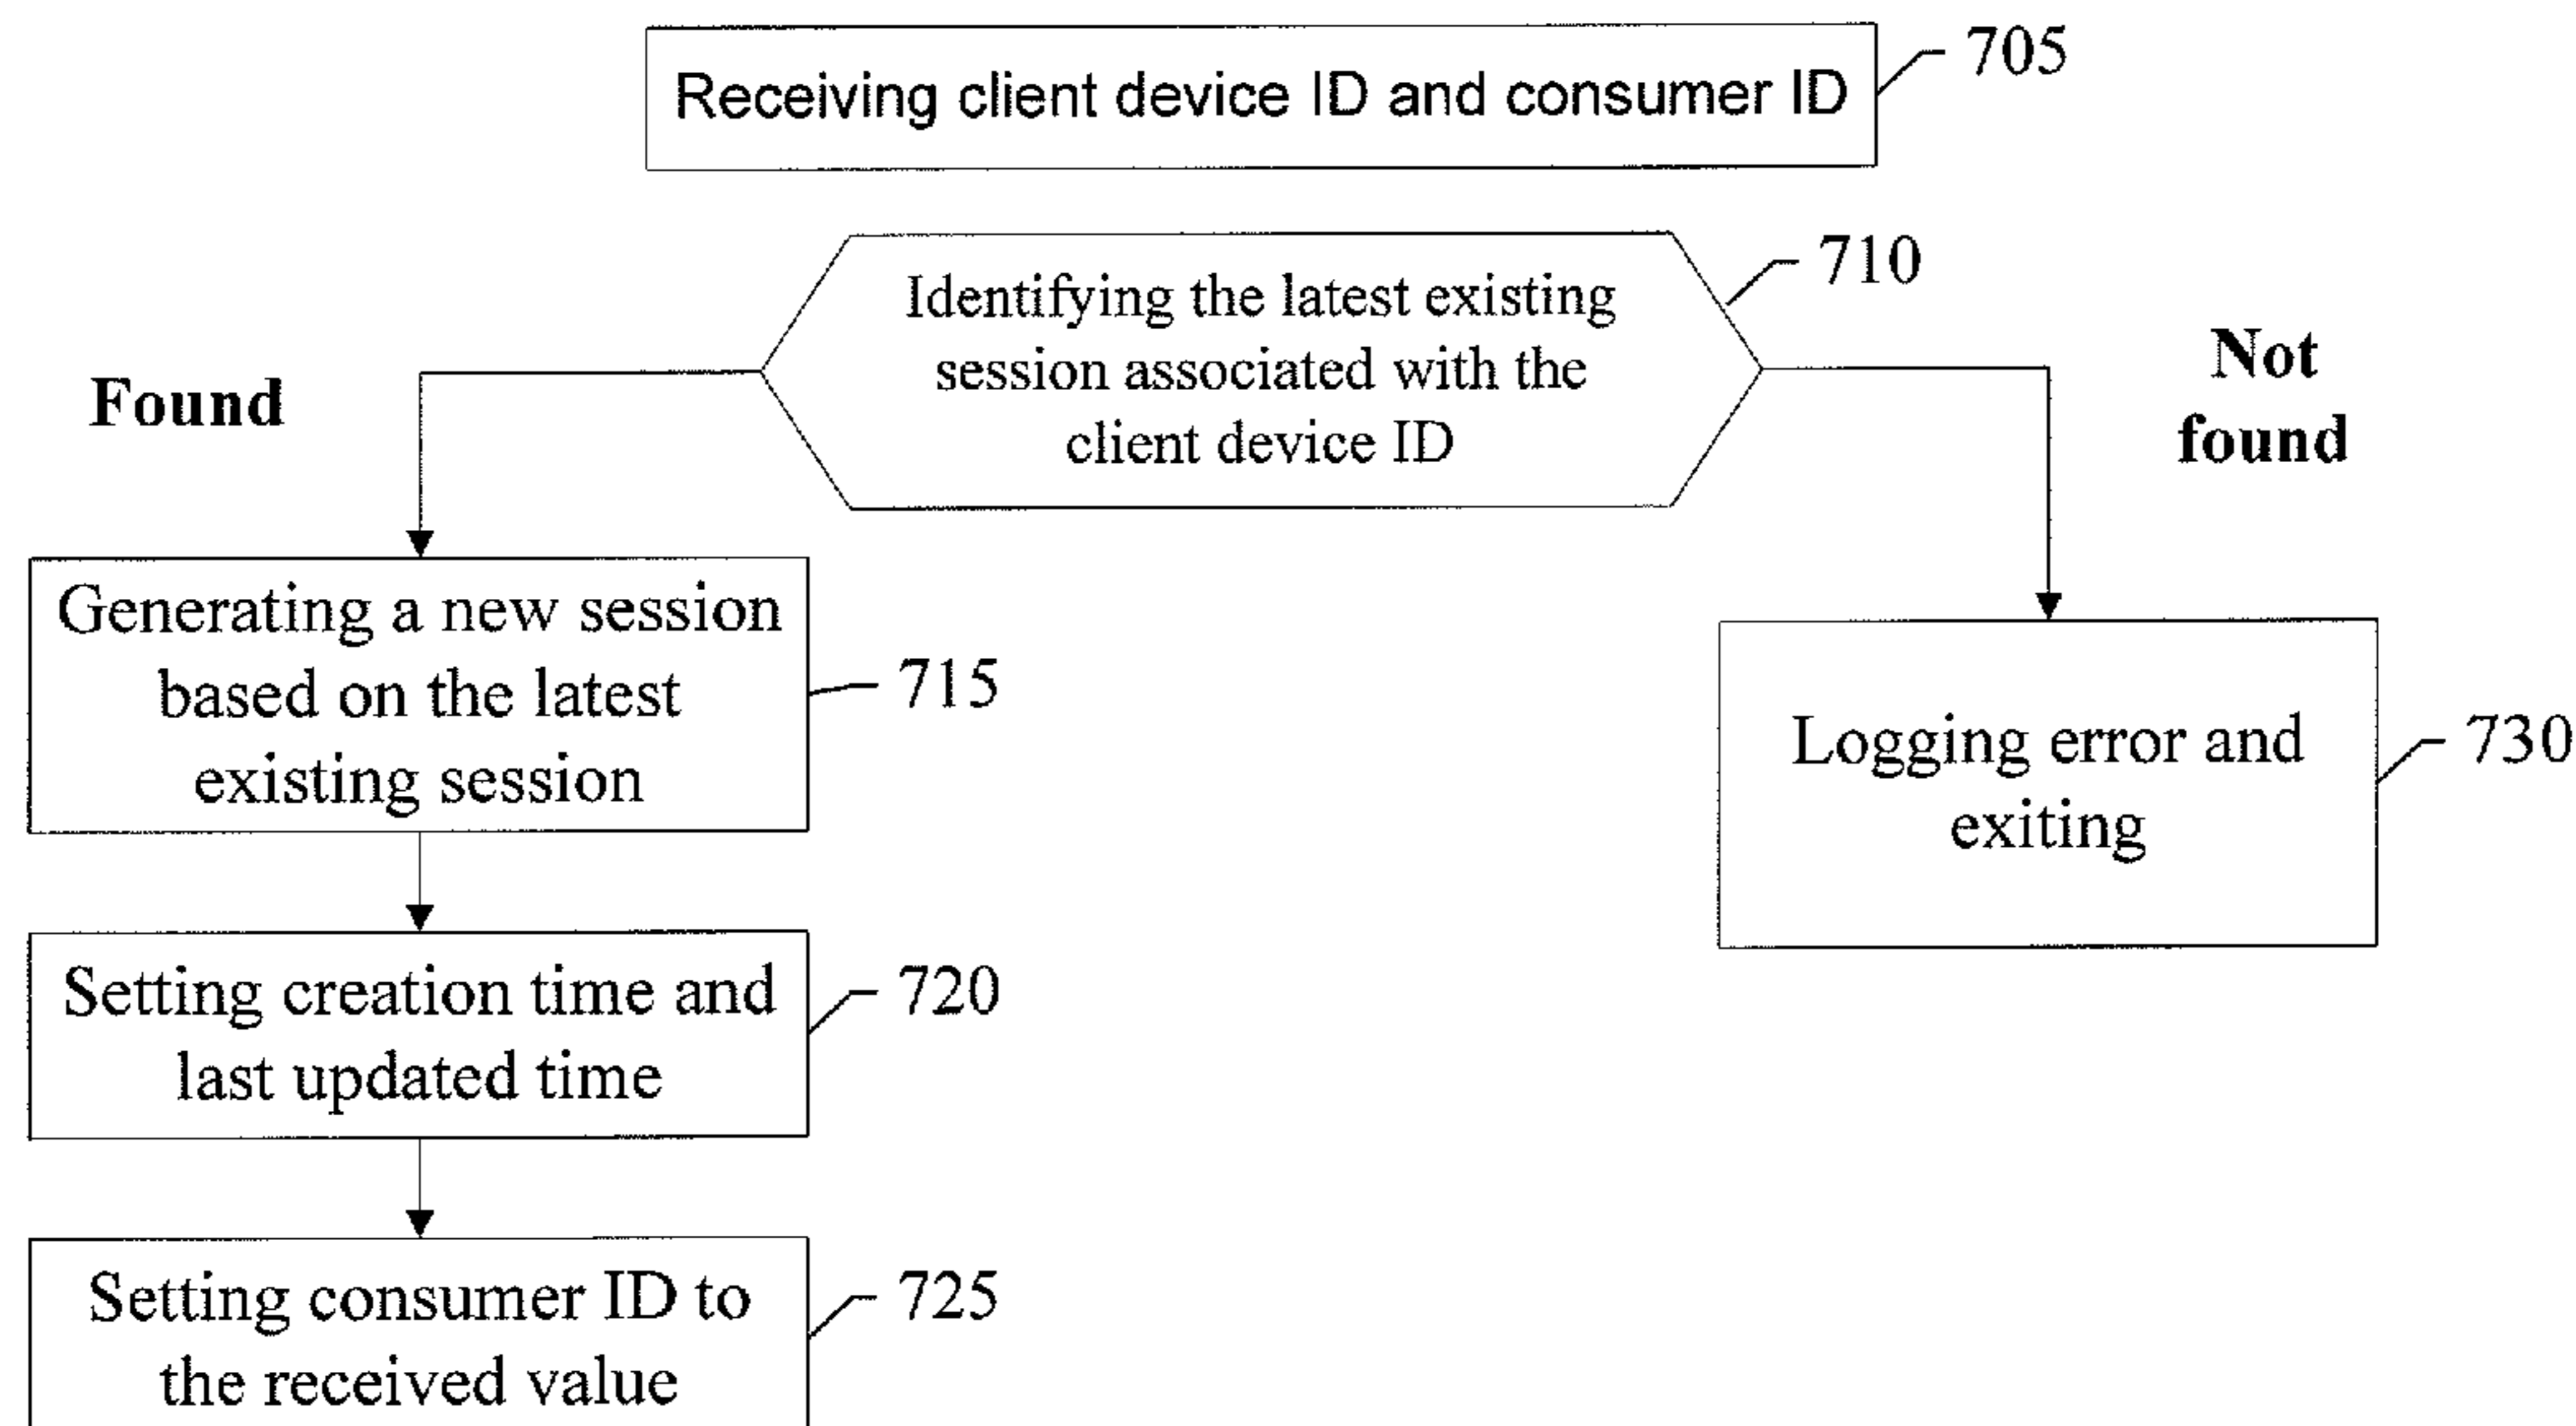 Receiving client device ID and consumer ID
705
Identifying the latest existing
session associated with the
client device ID
710
Found
Not
found
Generating a new session
based on the latest
existing session
715
Logging error and
exiting
730
Setting creation time and
last updated time
720
Setting consumer ID to
the received value
725